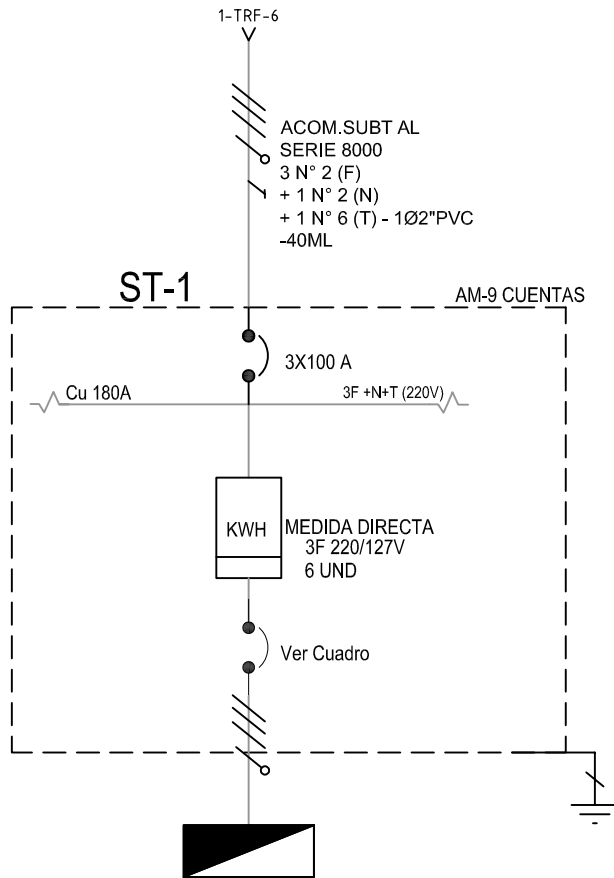 1-TRF-6
ACOM.SUBT AL
SERIE 8000
3 N° 2 (F)
+ 1 N° 2 (N)
+ 1 N° 6 (T) - 1Ø2"PVC
-40ML
ST-1
AM-9 CUENTAS
3X100 A
Cu 180A
3F +N+T (220V)
KWH
MEDIDA DIRECTA
3F 220/127V
6 UND
Ver Cuadro